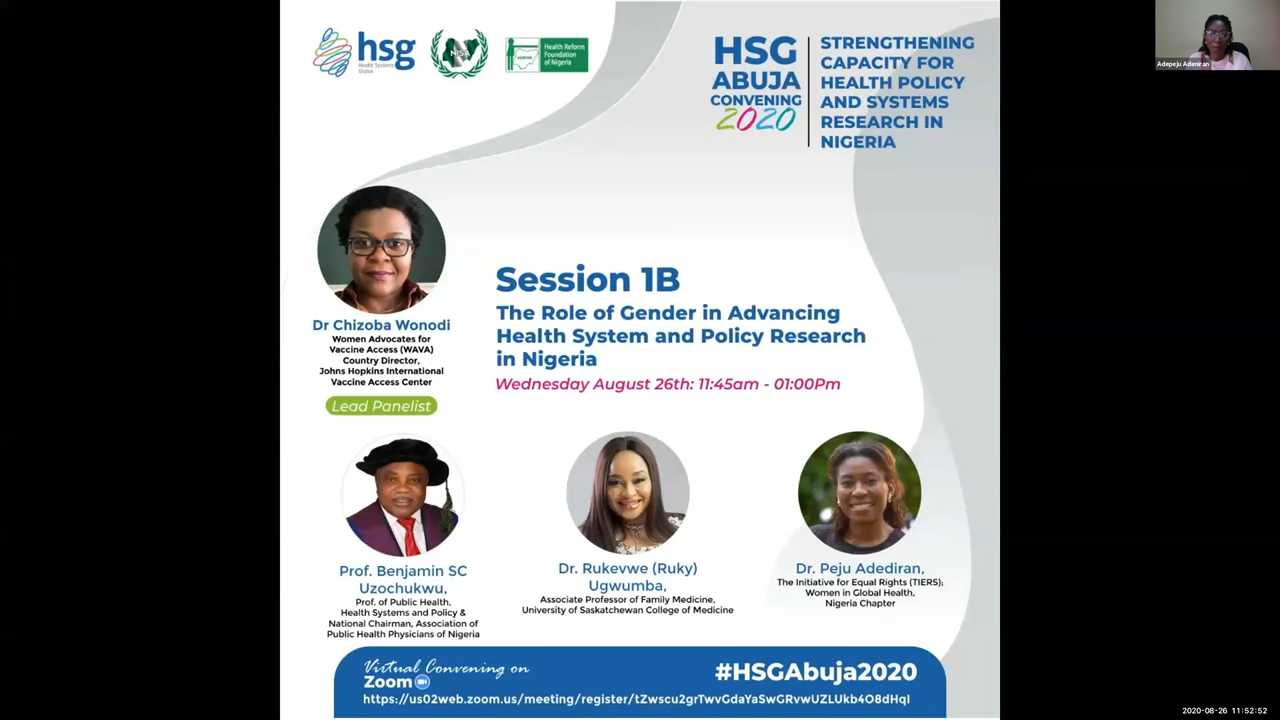 hsg
Health Systems
Global
NISA
Health Reform
Foundation
of Nigeria
HSG
ABUJA
CONVENING
2020
STRENGTHENING
CAPACITY FOR
HEALTH POLICY
AND SYSTEMS
RESEARCH IN
NIGERIA
Adepeju Adeniran
Dr Chizoba Wonodi
Women Advocates for
Vaccine Access (WAVA)
Country Director,
Johns Hopkins International
Vaccine Access Center
Lead Panelist
Session 1B
The Role of Gender in Advancing
Health System and Policy Research
in Nigeria
Wednesday August 26th: 11:45am - 01:00Pm
Prof. Benjamin SC
Uzochukwu,
Prof. of Public Health,
Health Systems and Policy &
National Chairman, Association of
Public Health Physicians of Nigeria
Dr. Rukevwe (Ruky)
Ugwumba,
Associate Professor of Family Medicine,
University of Saskatchewan College of Medicine
Dr. Peju Adediran,
The Initiative for Equal Rights (TIERS);
Women in Global Health,
Nigeria Chapter
Virtual Convening on
Zoom
#HSGAbuja2020
https://us02web.zoom.us/meeting/register/tZwscu2grTwvGdaYaSwGRvwUZLUkb4O8dHqI
2020-08-26 11:52:52